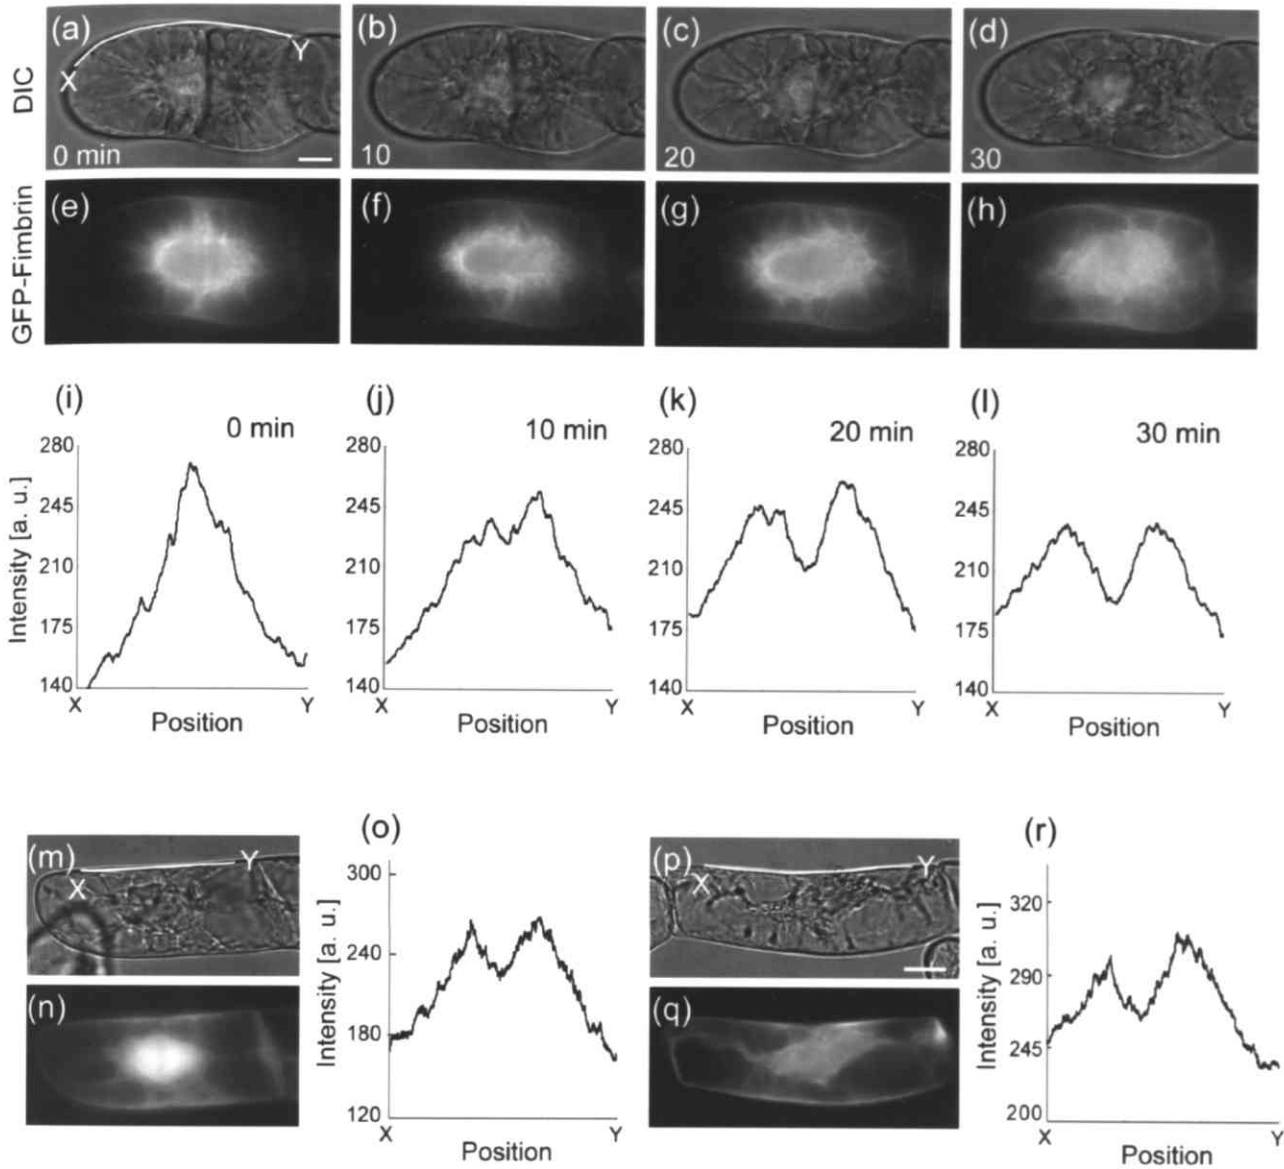 DIC
(a) (b) (c) (d)
X Y
0 min 10 20 30
GFP-Fimbrin
(e) (f) (g) (h)
(i) (j) (k) (l)
0 min 10 min 20 min 30 min
Intensity [a. u.]
280 280 280 280
245 245 245 245
210 210 210 210
175 175 175 175
140 140 140 140
X Y X Y X Y X Y
Position Position Position Position
(m)
X Y
(n)
(o)
Intensity [a. u.]
300
240
180
120
X Y
Position
(p)
X Y
(q)
(r)
Intensity [a. u.]
320
290
245
200
X Y
Position